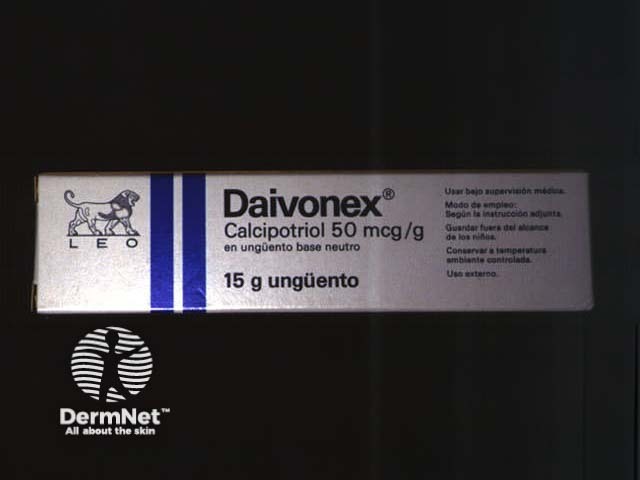 LEO
Daivonex®
Calcipotriol 50 mcg/g
en ungüento base neutro
15 g ungüento
Usar bajo supervisión médica.
Modo de empleo:
Según la instrucción adjunta.
Guardar fuera del alcance
de los niños.
Conservar a temperatura
ambiente controlada.
Uso externo.
DermNet™
All about the skin